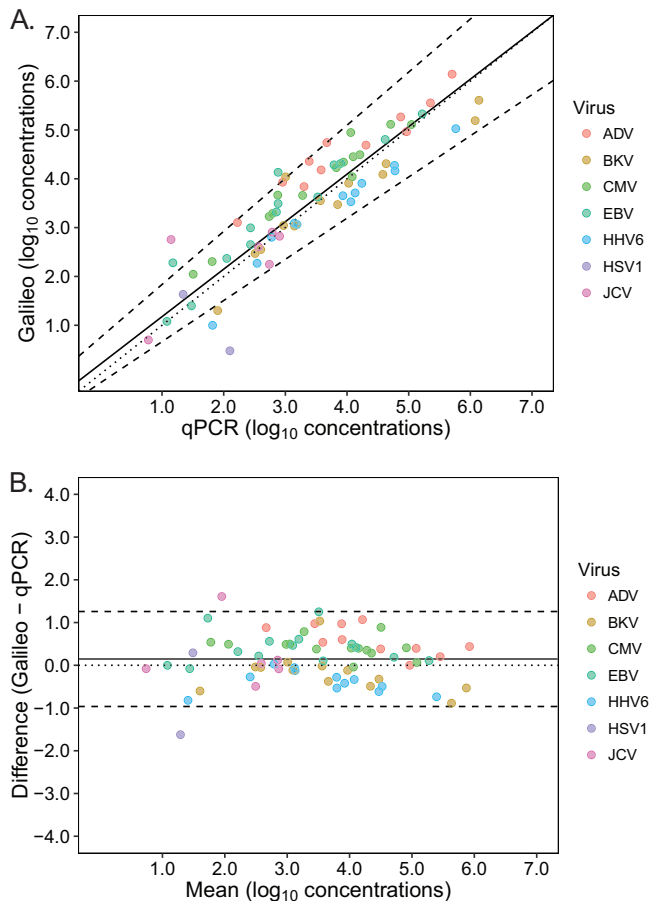 A.
7.0
6.0
5.0
4.0
3.0
2.0
1.0
Galileo (log10 concentrations)
1.0 2.0 3.0 4.0 5.0 6.0 7.0
qPCR (log10 concentrations)
Virus
ADV
BKV
CMV
EBV
HHV6
HSV1
JCV
B.
4.0
3.0
2.0
1.0
0.0
−1.0
−2.0
−3.0
−4.0
Difference (Galileo − qPCR)
1.0 2.0 3.0 4.0 5.0 6.0 7.0
Mean (log10 concentrations)
Virus
ADV
BKV
CMV
EBV
HHV6
HSV1
JCV